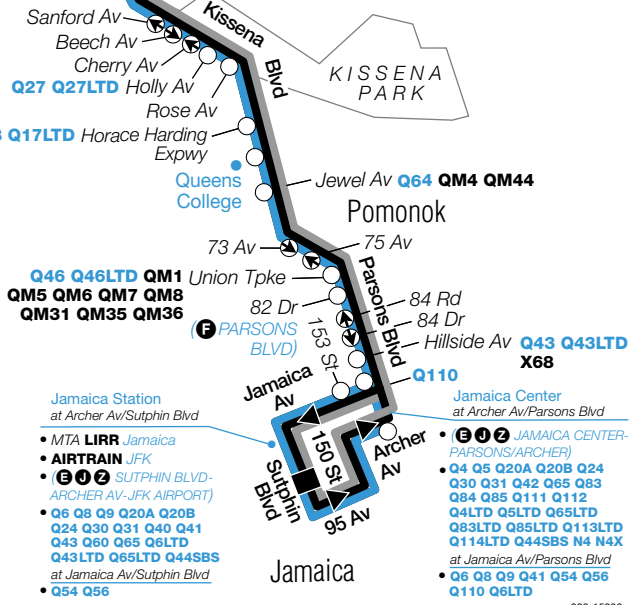 Sanford Av
Beech Av
Cherry Av
Q27 Q27LTD Holly Av
Rose Av
Q17LTD Horace Harding
Expwy
Kissena
Blvd
KISSENA
PARK
Queens
College
Jewel Av Q64 QM4 QM44
Pomonok
73 Av
75 Av
Q46 Q46LTD QM1 Union Tpke
QM5 QM6 QM7 QM8
QM31 QM35 QM36
82 Dr
(F PARSONS
BLVD)
153 St
Parsons Blvd
84 Rd
84 Dr
Hillside Av Q43 Q43LTD
X68
Q110
Jamaica
Av
150 St
Sutphin
Blvd
95 Av
Archer
Av
Jamaica
Jamaica Station
at Archer Av/Sutphin Blvd
• MTA LIRR Jamaica
• AIRTRAIN JFK
• (E J Z SUTPHIN BLVD-
ARCHER AV-JFK AIRPORT)
• Q6 Q8 Q9 Q20A Q20B
Q24 Q30 Q31 Q40 Q41
Q43 Q60 Q65 Q6LTD
Q43LTD Q65LTD Q44SBS
at Jamaica Av/Sutphin Blvd
• Q54 Q56
Jamaica Center
at Archer Av/Parsons Blvd
• (E J Z JAMAICA CENTER-
PARSONS/ARCHER)
• Q4 Q5 Q20A Q20B Q24
Q30 Q31 Q42 Q65 Q83
Q84 Q85 Q111 Q112
Q4LTD Q5LTD Q65LTD
Q83LTD Q85LTD Q113LTD
Q114LTD Q44SBS N4 N4X
at Jamaica Av/Parsons Blvd
• Q6 Q8 Q9 Q41 Q54 Q56
Q110 Q6LTD